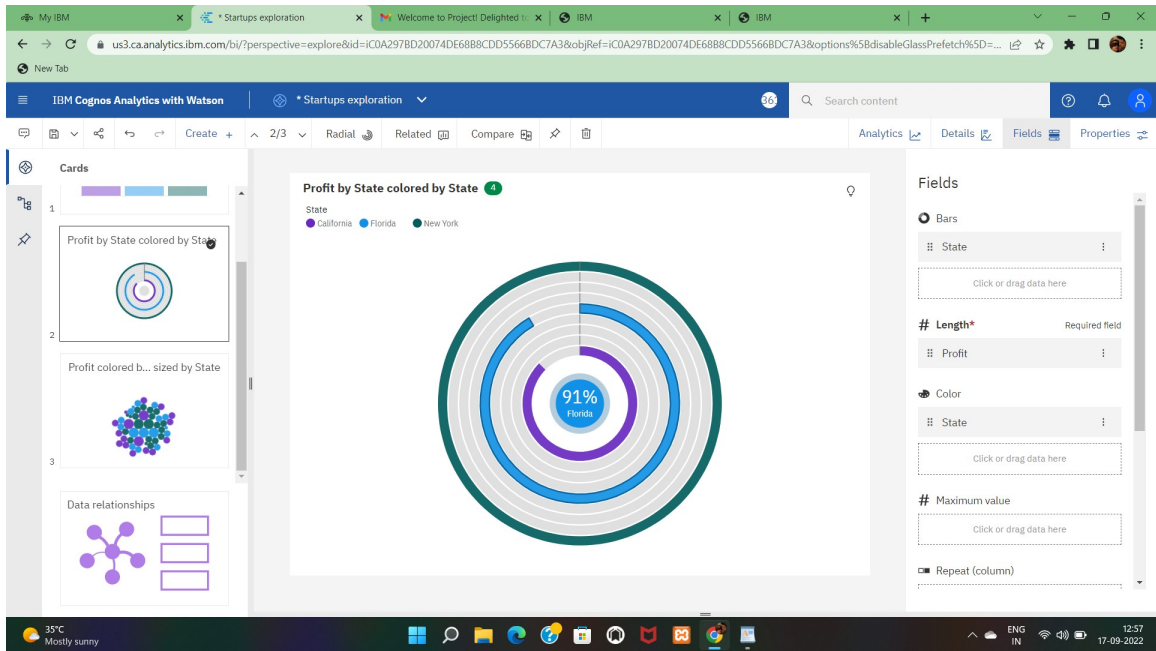 My IBM
* Startups exploration
Welcome to Project! Delighted to
IBM
IBM
us3.ca.analytics.ibm.com/bi/?perspective=explore&id=iC0A297BD20074DE68B8CDD5566BDC7A3&objRef=iC0A297BD20074DE68B8CDD5566BDC7A3&options%5BdisableGlassPrefetch%5D=...
New Tab
IBM Cognos Analytics with Watson
* Startups exploration
Search content
Create +
2/3
Radial
Related
Compare
Analytics
Details
Fields
Properties
Cards
1
Profit by State colored by State
2
Profit colored b... sized by State
3
Data relationships
Profit by State colored by State 4
State
California
Florida
New York
91%
Florida
Fields
Bars
State
Click or drag data here
# Length*
Required field
Profit
Color
State
Click or drag data here
# Maximum value
Click or drag data here
Repeat (column)
35°C
Mostly sunny
ENG
IN
12:57
17-09-2022